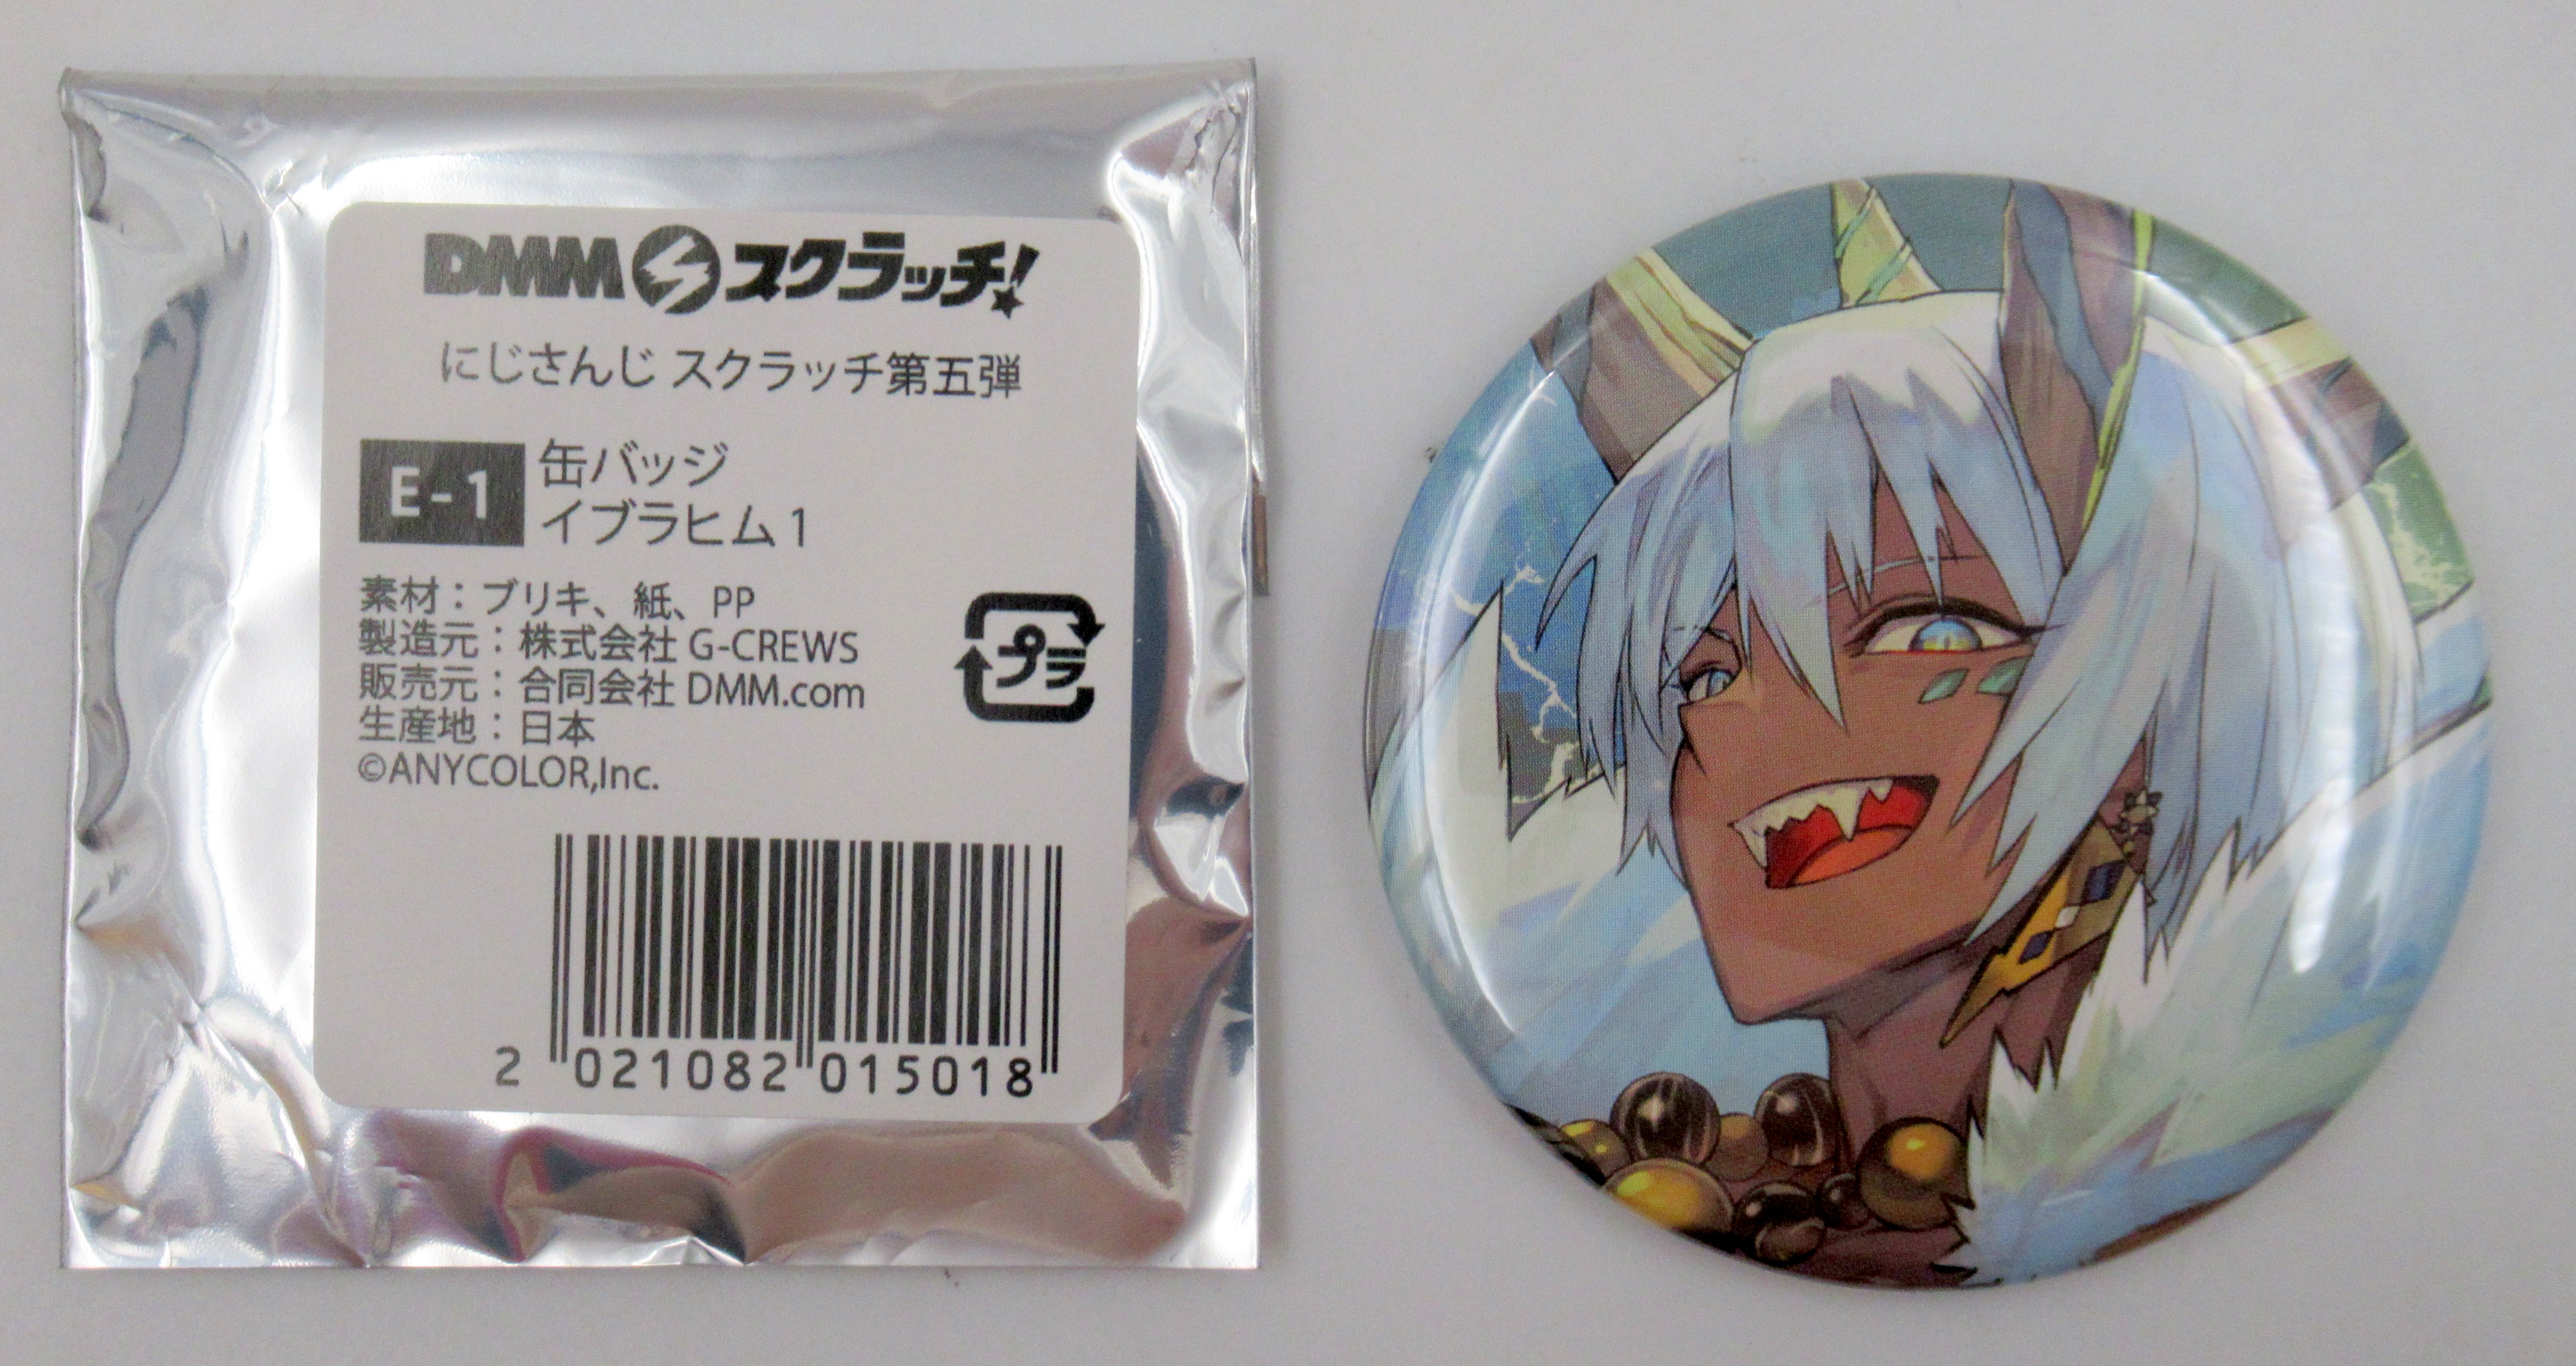 DMMスクラッチ!
にじさんじ スクラッチ第五弾
E-1
缶バッジ
イブラヒム 1
素材：ブリキ、紙、PP
製造元：株式会社 G-CREWS
販売元：合同会社 DMM.com
生産地：日本
©ANYCOLOR,Inc.
プラ
2 021082 015018